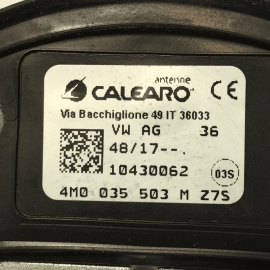 antenne
CALEARO CE
Via Bacchiglione 49 IT 36033
VW AG 36
48/17--.
10430062 03S
4M0 035 503 M Z7S